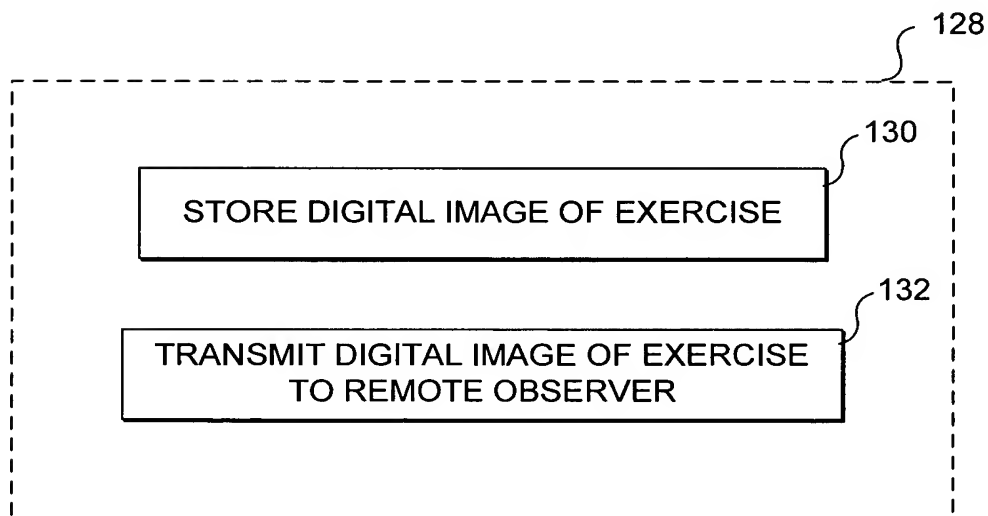 128
130
STORE DIGITAL IMAGE OF EXERCISE
132
TRANSMIT DIGITAL IMAGE OF EXERCISE
TO REMOTE OBSERVER